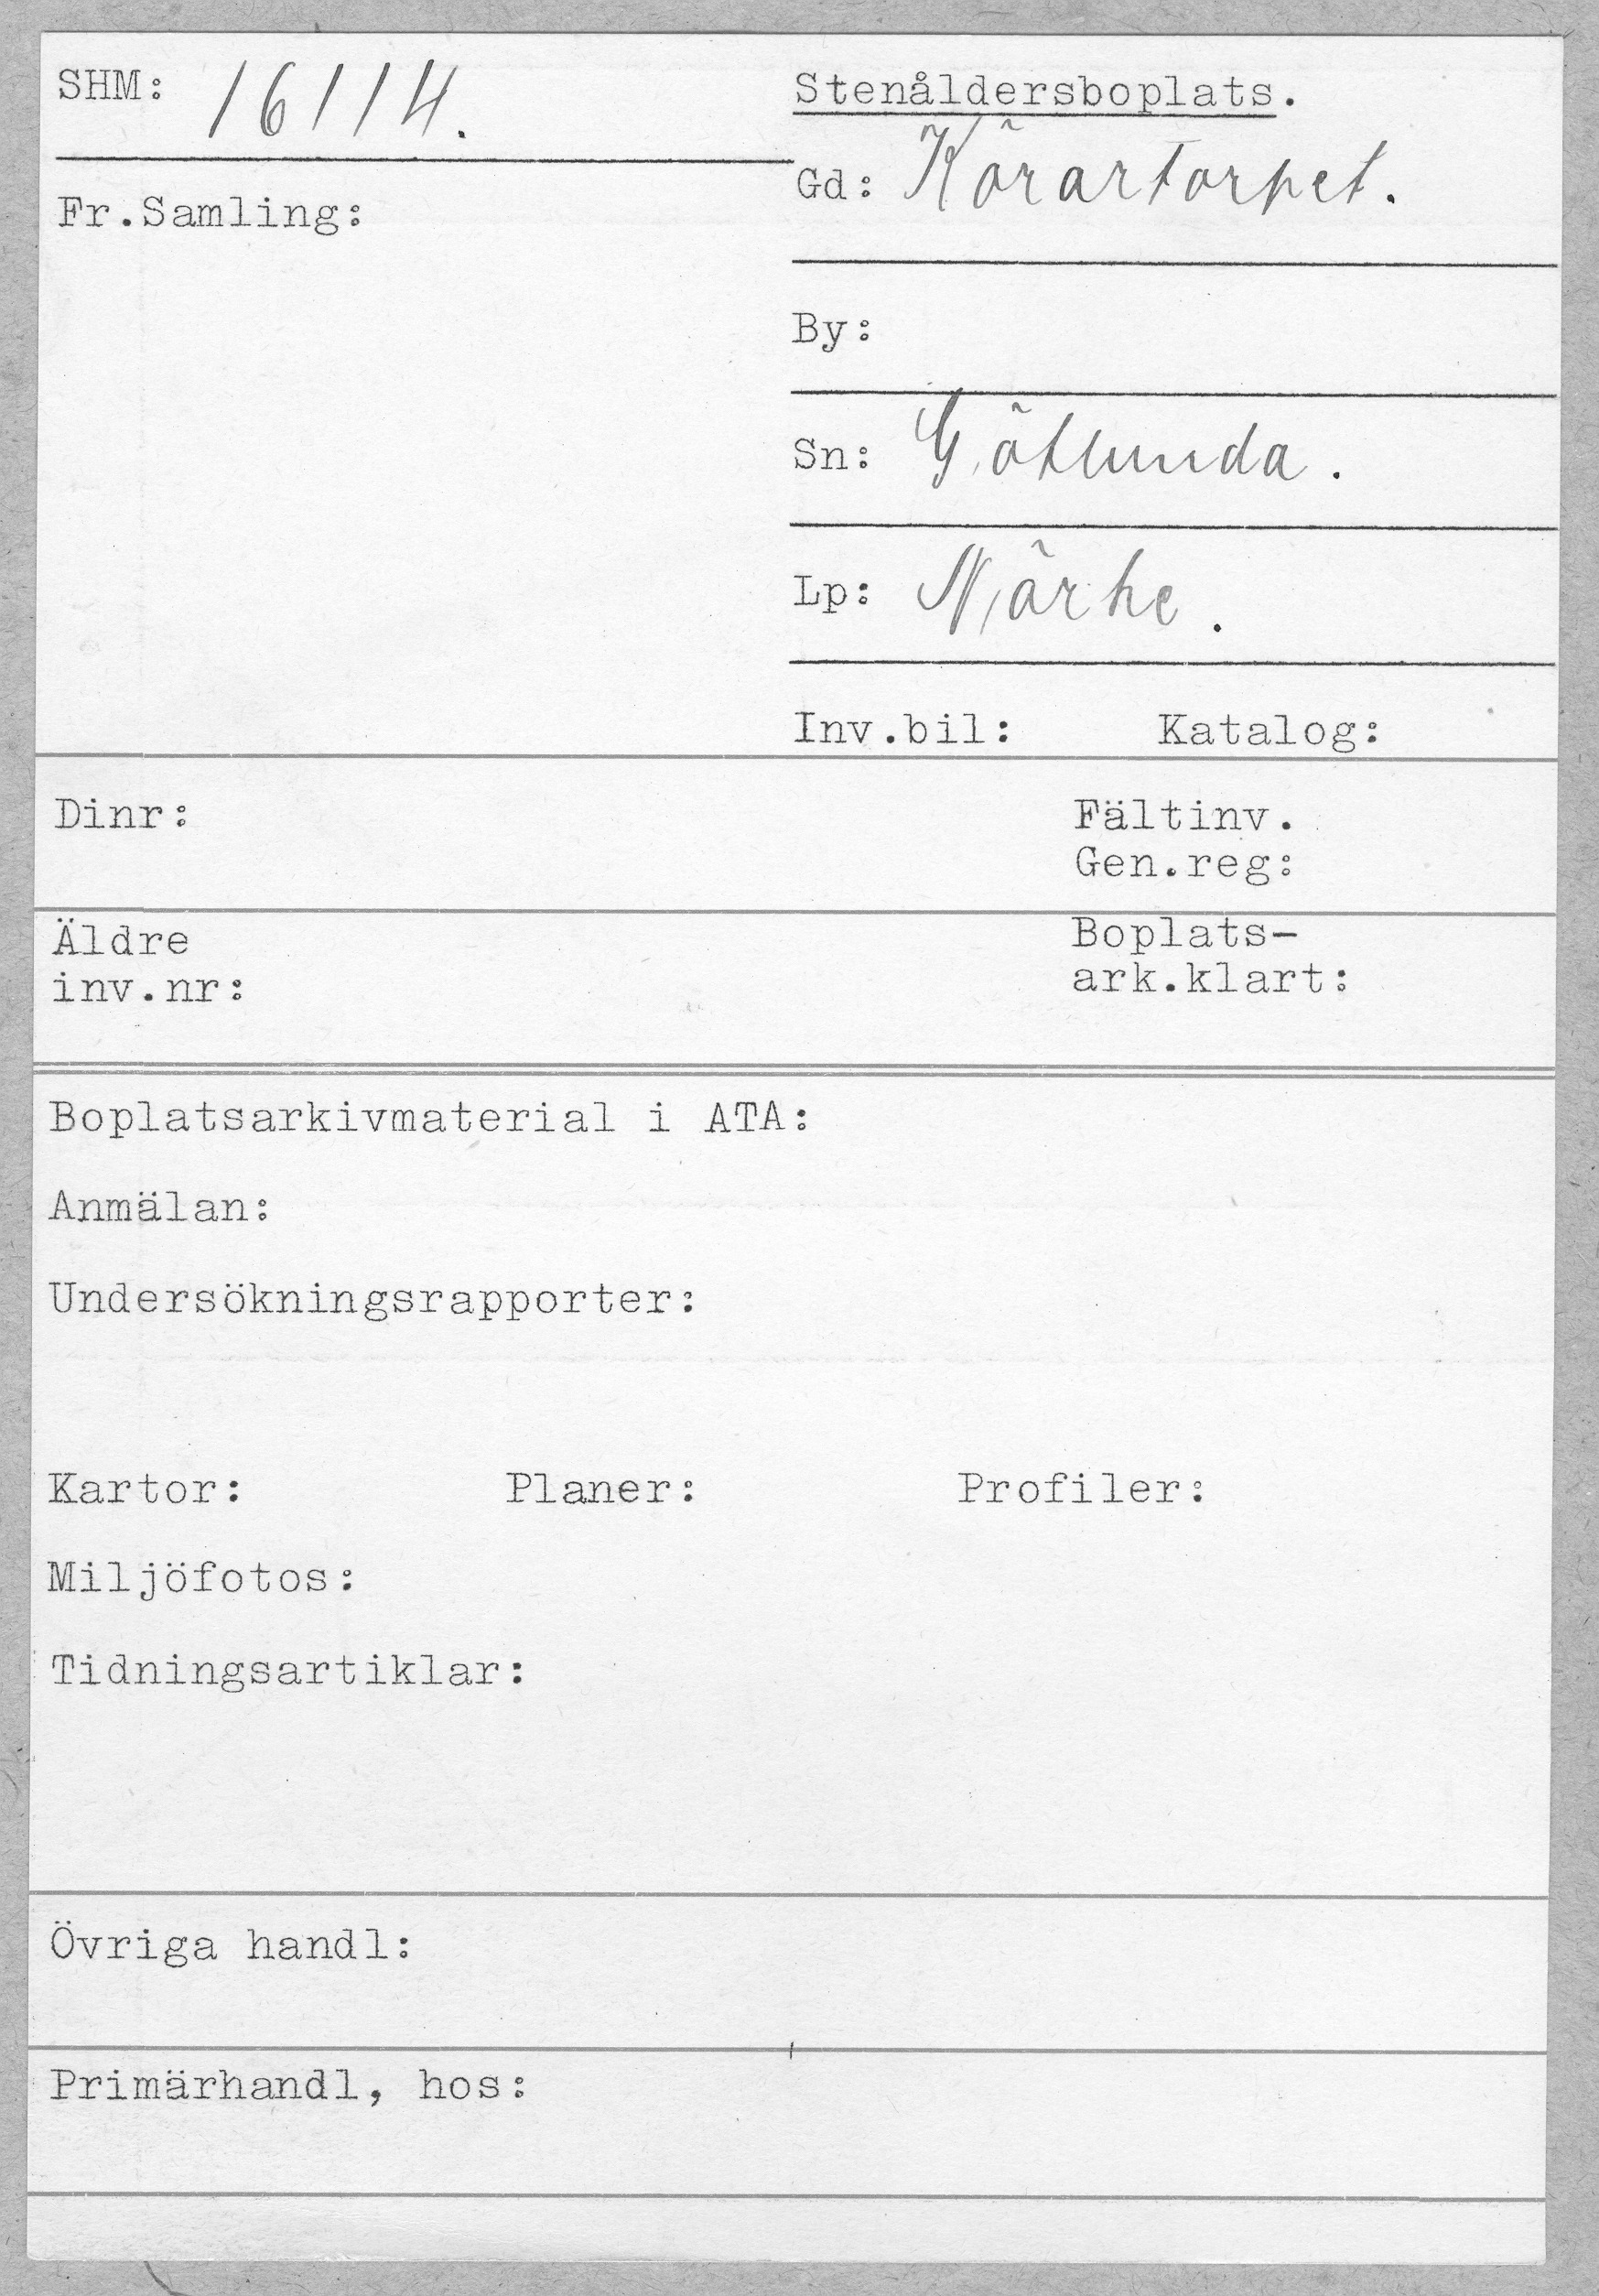 SHM: 16114.
Stenåldersboplats.
Gd: Körartorpet.
Fr.Samling:
By:
Sn: Götlunda.
Lp: Närke.
Inv.bil: Katalog:
Dinr:
Fältinv.
Gen.reg:
Äldre
inv.nr:
Boplats-
ark.klart:
Boplatsarkivmaterial i ATA:
Anmälan:
Undersökningsrapporter:
Kartor: Planer: Profiler:
Miljöfotos:
Tidningsartiklar:
Övriga handl:
Primärhandl, hos: